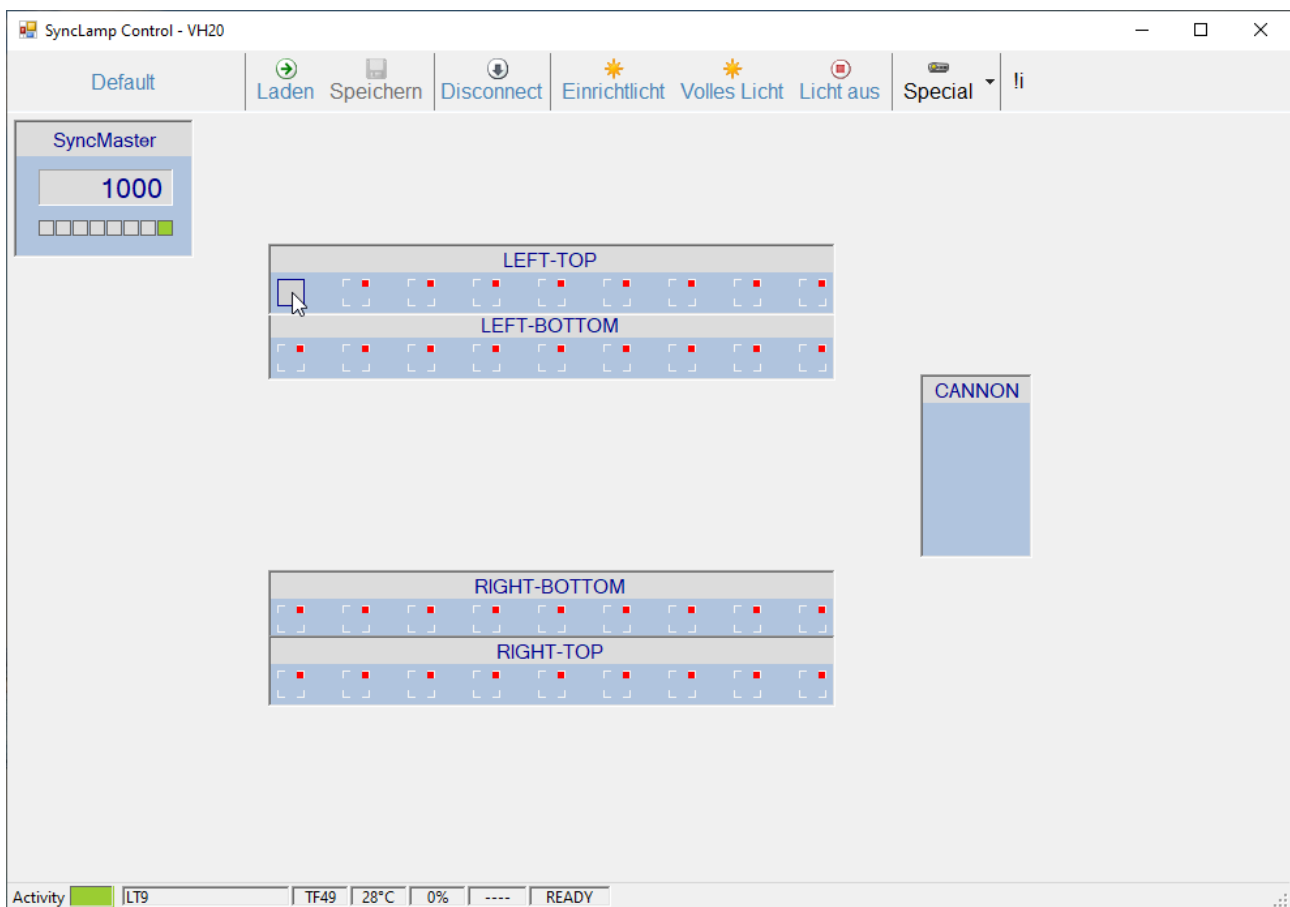 SyncLamp Control - VH20
Default
Laden Speichern Disconnect Einrichtlicht Volles Licht Licht aus Special !i
SyncMaster
1000
LEFT-TOP
LEFT-BOTTOM
CANNON
RIGHT-BOTTOM
RIGHT-TOP
Activity LT9 TF49 28°C 0% ---- READY